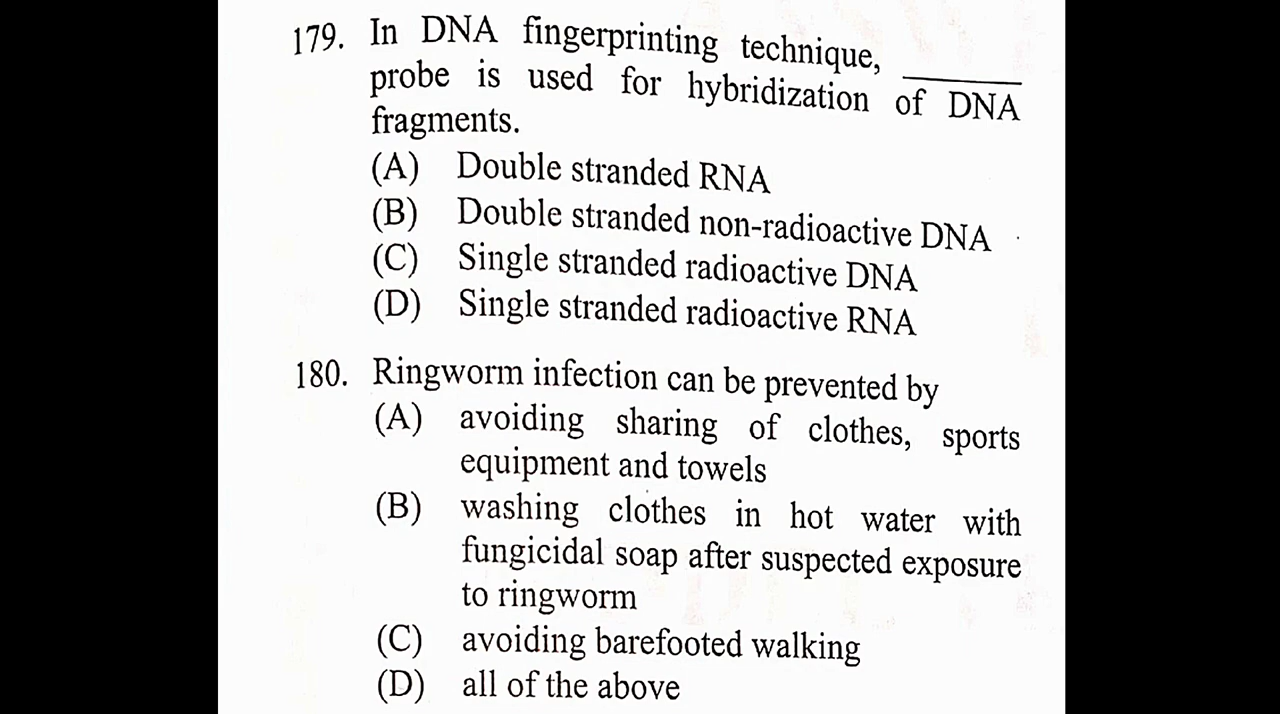 179. In DNA fingerprinting technique, ______
probe is used for hybridization of DNA
fragments.
(A) Double stranded RNA
(B) Double stranded non-radioactive DNA
(C) Single stranded radioactive DNA
(D) Single stranded radioactive RNA
180. Ringworm infection can be prevented by
(A) avoiding sharing of clothes, sports
equipment and towels
(B) washing clothes in hot water with
fungicidal soap after suspected exposure
to ringworm
(C) avoiding barefooted walking
(D) all of the above